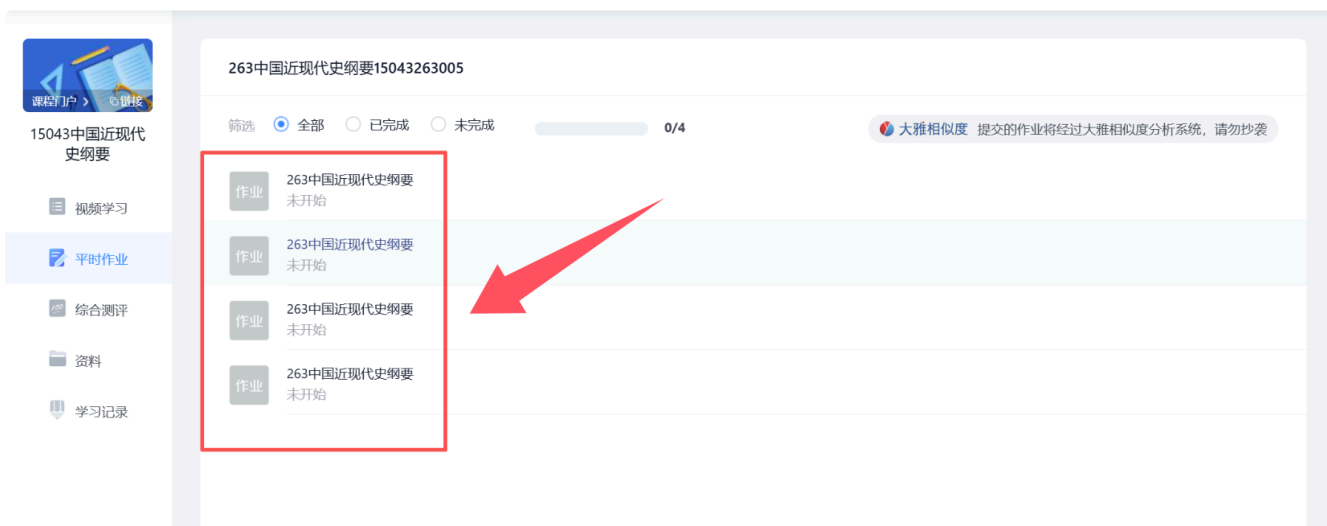 263中国近现代史纲要15043263005
课程门户 > 链接
15043中国近现代
史纲要
筛选 全部 已完成 未完成 0/4
大雅相似度 提交的作业将经过大雅相似度分析系统，请勿抄袭
视频学习
平时作业
综合测评
资料
学习记录
作业 263中国近现代史纲要
未开始
作业 263中国近现代史纲要
未开始
作业 263中国近现代史纲要
未开始
作业 263中国近现代史纲要
未开始